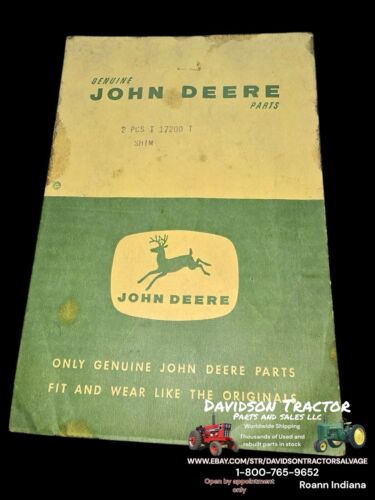 GENUINE
JOHN DEERE
PARTS
2 PCS T 17200 T
SHIM
JOHN DEERE
ONLY GENUINE JOHN DEERE PARTS
FIT AND WEAR LIKE THE ORIGINALS
Davidson Tractor
Parts and sales LLC
Worldwide Shipping
Thousands of Used and
rebuilt parts in stock
WWW.EBAY/STR/DAVIDSONTRACTORSALVAGE
1-800-765-9652
Open by appointment
only
Roann Indiana